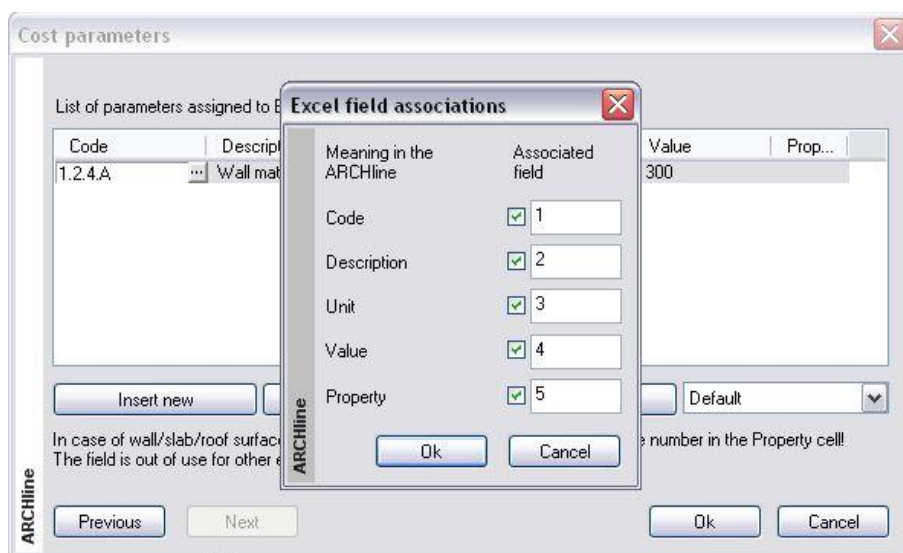 Cost parameters
List of parameters assigned to
Code Value Prop...
1.2.4.A ... Wall 300
Excel field associations
Meaning in the Associated
ARCHline field
Code 1
Description 2
Unit 3
Value 4
Property 5
Ok Cancel
ARCHline
Insert new Default
In case of wall/slab/roof number in the Property cell!
The field is out of use for other
Previous Next Ok Cancel
ARCHline